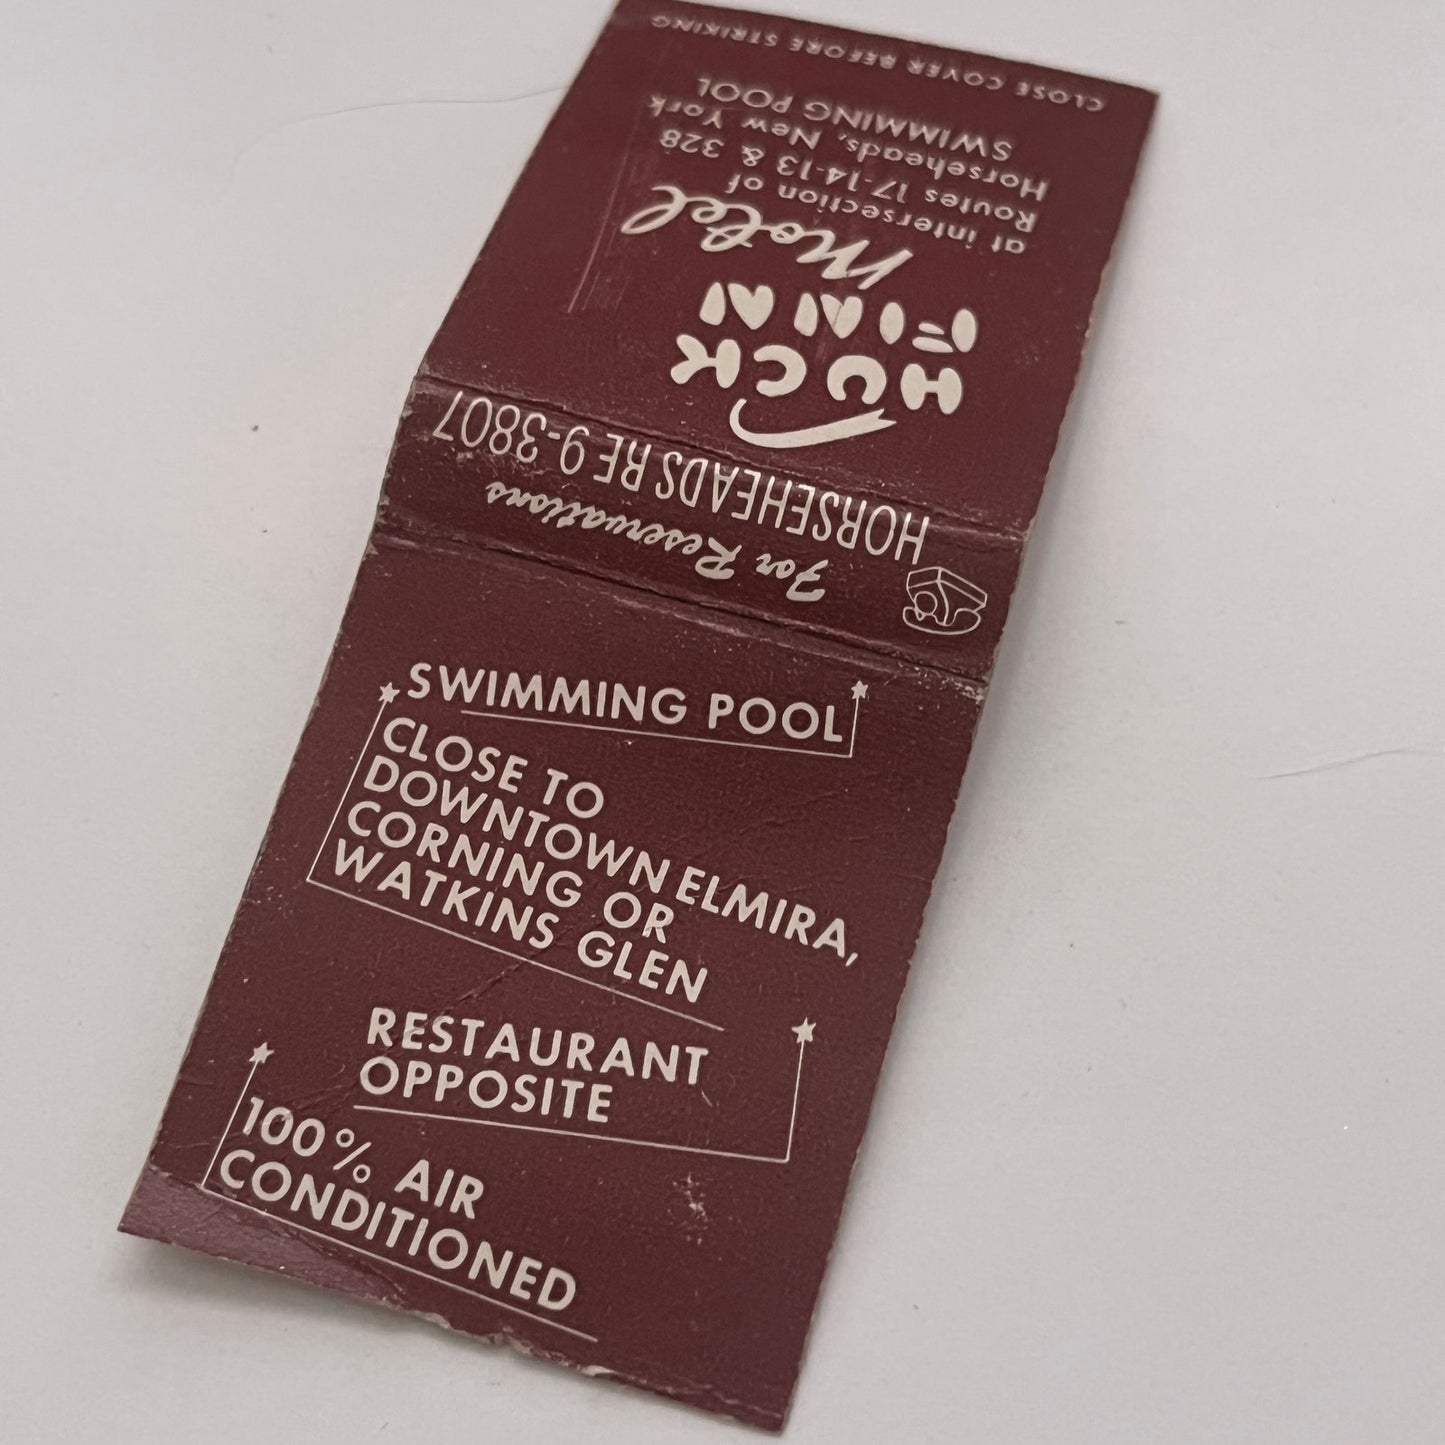 HUCK
FINN
Motel
at intersection of
Routes 17-14-13 & 328
Horseheads, New York
SWIMMING POOL
CLOSE COVER BEFORE STRIKING
For Reservations
HORSEHEADS RE 9-3807
SWIMMING POOL
CLOSE TO
DOWNTOWN ELMIRA,
CORNING OR
WATKINS GLEN
RESTAURANT
OPPOSITE
100% AIR
CONDITIONED